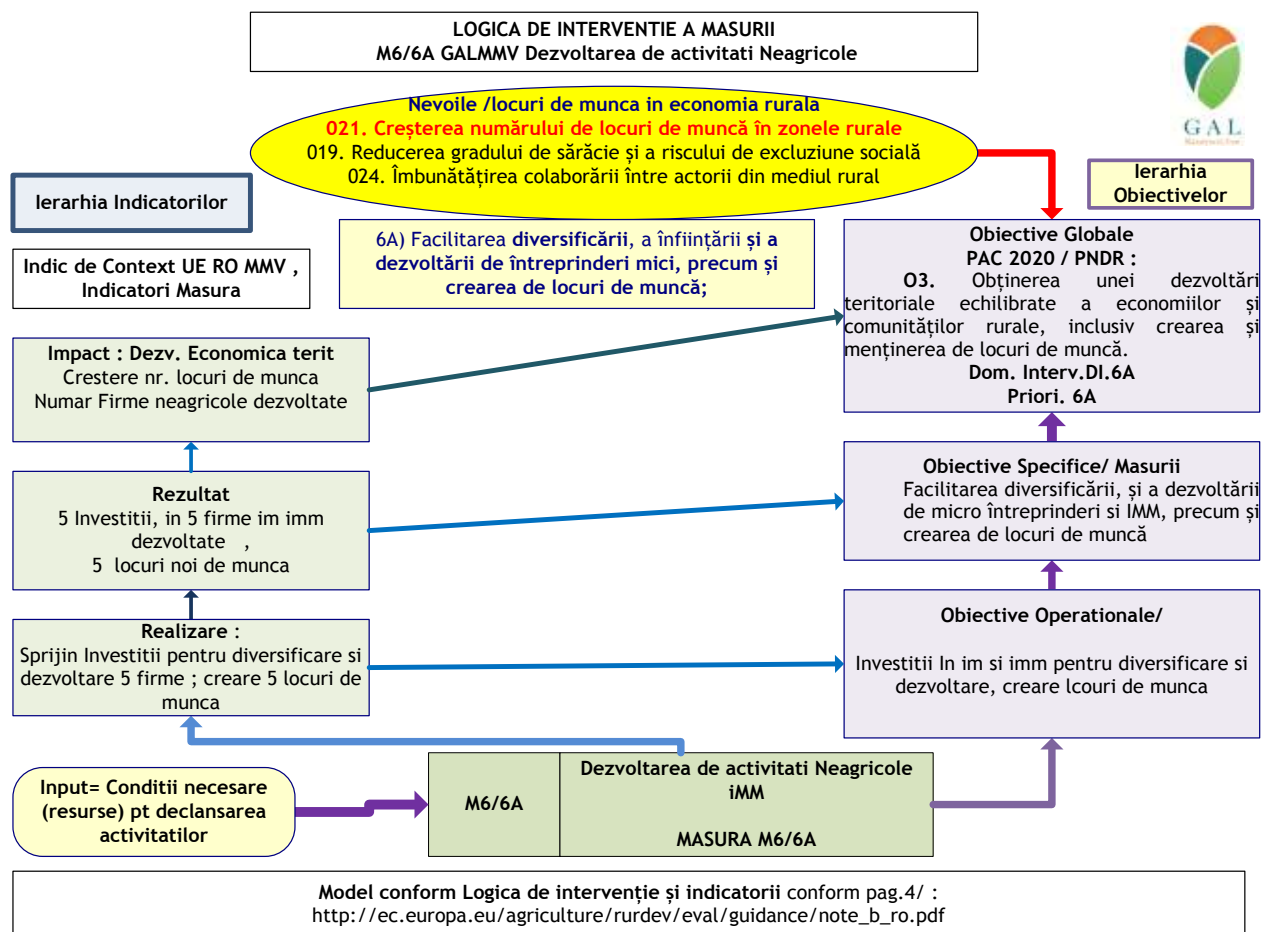 LOGICA DE INTERVENTIE A MASURII
M6/6A GALMMV Dezvoltarea de activitati Neagricole
Nevoile /locuri de munca in economia rurala
021. Creșterea numărului de locuri de muncă în zonele rurale
019. Reducerea gradului de sărăcie și a riscului de excluziune socială
024. Îmbunătățirea colaborării între actorii din mediul rural
GAL
Ierarhia Indicatorilor
Ierarhia
Obiectivelor
Indic de Context UE RO MMV ,
Indicatori Masura
6A) Facilitarea diversificării, a înființării și a
dezvoltării de întreprinderi mici, precum și
crearea de locuri de muncă;
Obiective Globale
PAC 2020 / PNDR :
O3. Obținerea unei dezvoltări
teritoriale echilibrate a economiilor și
comunităților rurale, inclusiv crearea și
menținerea de locuri de muncă.
Dom. Interv.DI.6A
Priori. 6A
Impact : Dezv. Economica terit
Crestere nr. locuri de munca
Numar Firme neagricole dezvoltate
Rezultat
5 Investitii, in 5 firme im imm
dezvoltate ,
5 locuri noi de munca
Obiective Specifice/ Masurii
Facilitarea diversificării, și a dezvoltării
de micro întreprinderi si IMM, precum și
crearea de locuri de muncă
Realizare :
Sprijin Investitii pentru diversificare si
dezvoltare 5 firme ; creare 5 locuri de
munca
Obiective Operationale/
Investitii In im si imm pentru diversificare si
dezvoltare, creare lcouri de munca
Input= Conditii necesare
(resurse) pt declansarea
activitatilor
M6/6A
Dezvoltarea de activitati Neagricole
iMM
MASURA M6/6A
Model conform Logica de intervenție și indicatorii conform pag.4/ :
http://ec.europa.eu/agriculture/rurdev/eval/guidance/note_b_ro.pdf